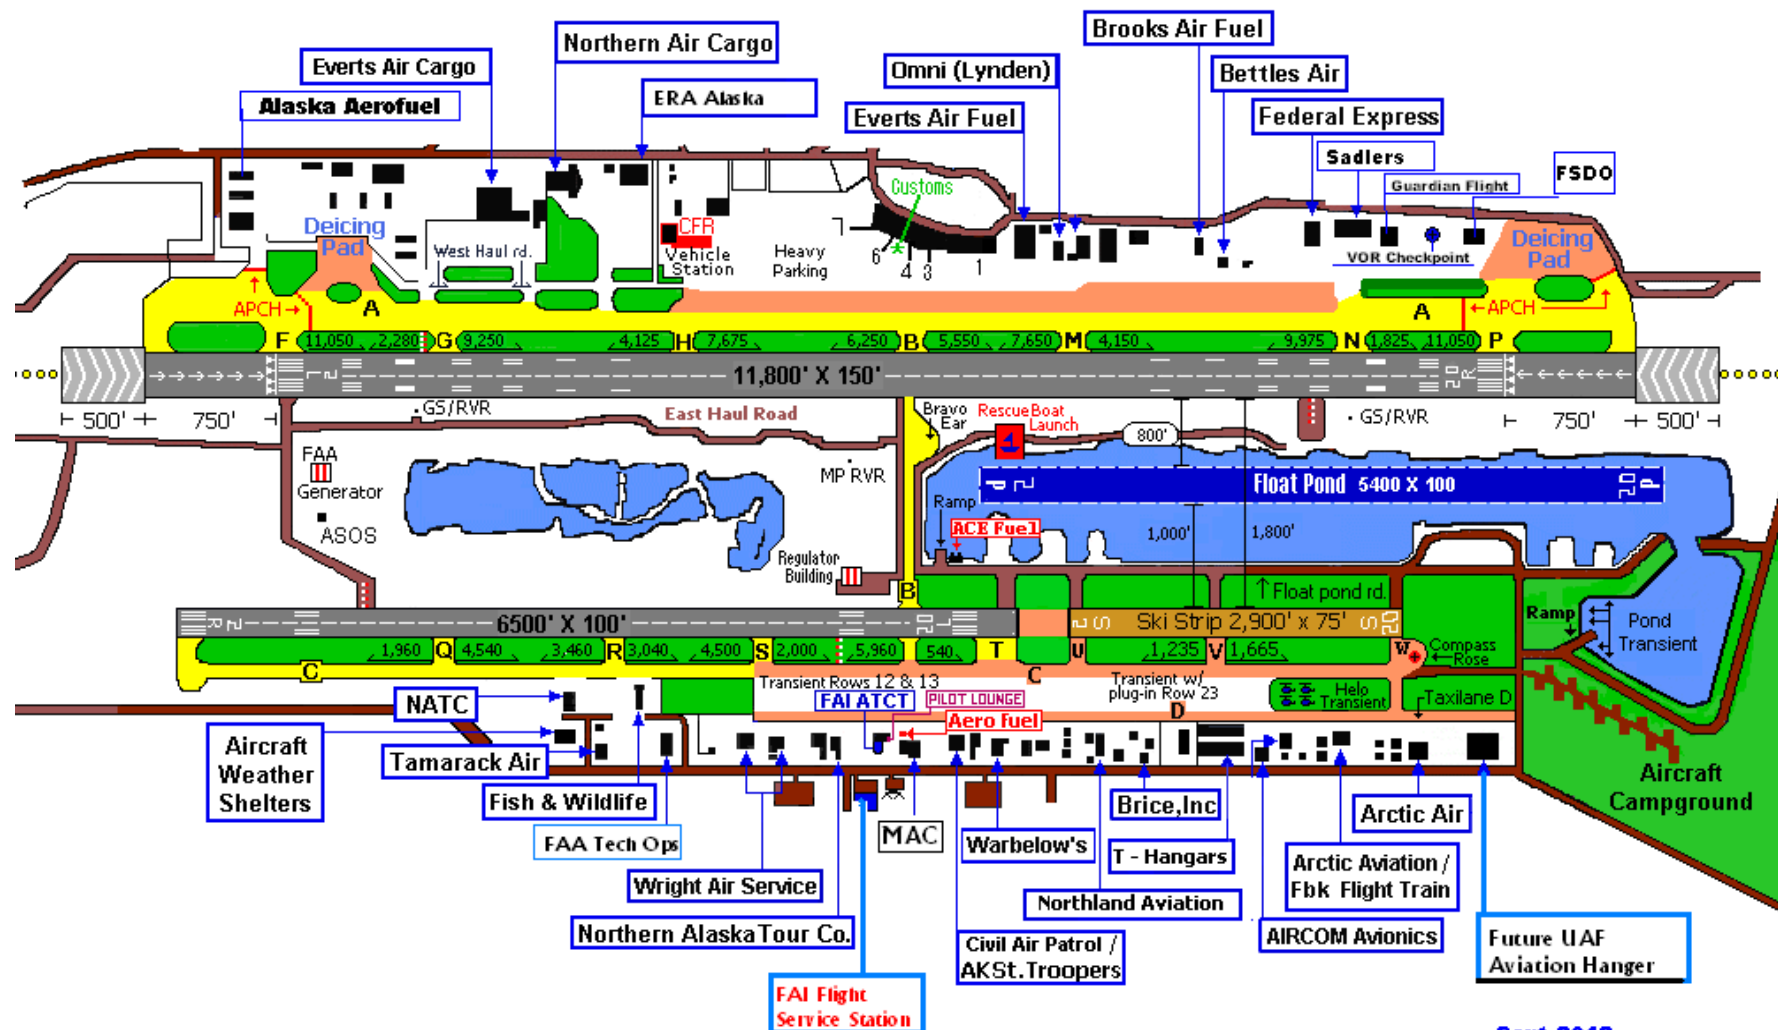 Brooks Air Fuel
Northern Air Cargo
Everts Air Cargo
Omni (Lynden)
Bettles Air
Alaska Aerofuel
ERA Alaska
Everts Air Fuel
Federal Express
Sadlers
FSDO
Guardian Flight
Customs
Deicing
Pad
CFR
Vehicle
Station
Heavy
Parking
West Haul rd.
6
4
3
1
VOR Checkpoint
Deicing
Pad
APCH
A
A
APCH
F
11,050
2,280
G
9,250
4,125
H
7,675
6,250
B
5,550
7,650
M
4,150
9,975
N
1,825
11,050
P
2 L
11,800' X 150'
20 R
500'
750'
GS/RVR
East Haul Road
Bravo
Ear
Rescue Boat
Launch
800'
GS/RVR
750'
500'
FAA
Generator
ASOS
MP RVR
Ramp
ACE Fuel
P 2
Float Pond 5400 X 100
20 P
1,000'
1,800'
Regulator
Building
B
Float pond rd.
2 R
6500' X 100'
20 L
2 S
Ski Strip 2,900' x 75'
S 20
Ramp
Pond
Transient
C
1,960
Q
4,540
3,460
R
3,040
4,500
S
2,000
5,960
540
T
C
U
1,235
V
1,665
W
Compass
Rose
Transient Rows 12 & 13
Transient w/
plug-in Row 23
Helo
Transient
Taxilane D
D
NATC
FAI ATCT
PILOT LOUNGE
Aero Fuel
Aircraft
Weather
Shelters
Tamarack Air
Fish & Wildlife
FAA Tech Ops
Wright Air Service
Northern Alaska Tour Co.
MAC
Warbelow's
Brice,Inc
T - Hangars
Arctic Air
Arctic Aviation /
Fbk Flight Train
Northland Aviation
AIRCOM Avionics
Civil Air Patrol /
AKSt.Troopers
Aircraft
Campground
Future UAF
Aviation Hanger
FAI Flight
Service Station